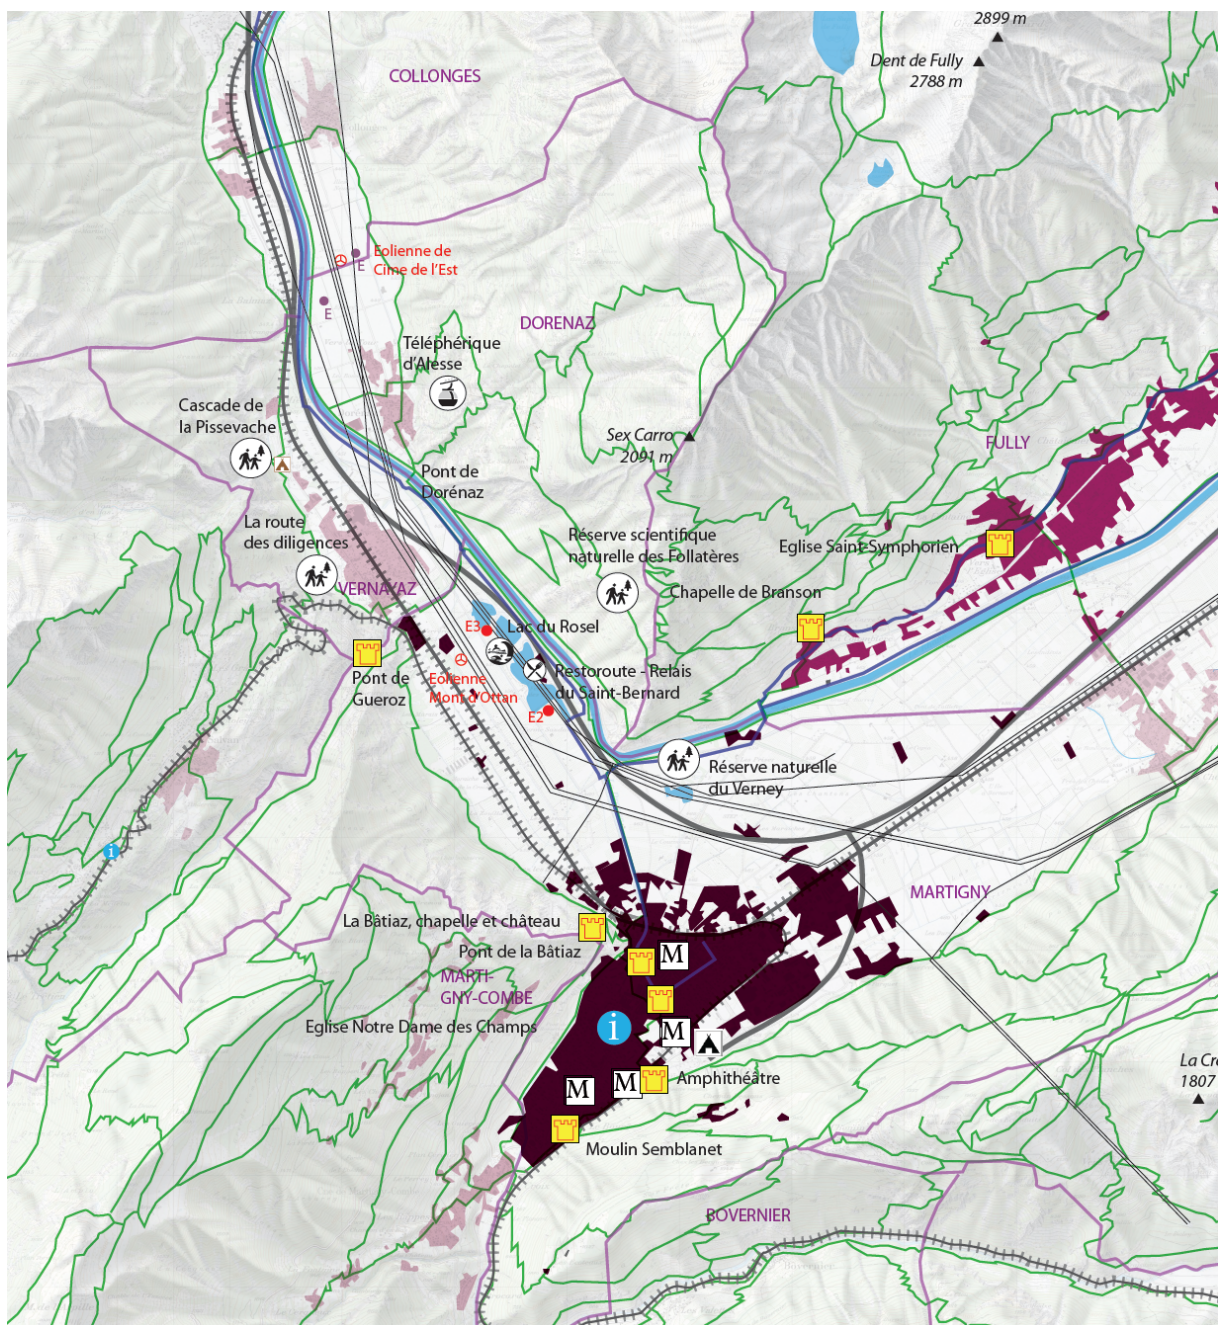 2899 m
Dent de Fully
2788 m
COLLONGES
Eolienne de
Cime de l'Est
E
E
DORENAZ
Téléphérique
d'Alesse
Cascade de
la Pissevache
Sex Carro
2091 m
FULLY
Pont de
Dorénaz
La route
des diligences
Réserve scientifique
naturelle des Follatères
Eglise Saint-Symphorien
VERNAYAZ
Chapelle de Branson
E3
Lac du Rosel
Pont de
Gueroz
Eolienne
Mont d'Ottan
Restoroute - Relais
du Saint-Bernard
E2
Réserve naturelle
du Verney
i
MARTIGNY
La Bâtiaz, chapelle et château
Pont de la Bâtiaz
M
MARTI-
GNY-COMBE
Eglise Notre Dame des Champs
i
M
La Cre
1807
Amphithéâtre
M
M
Moulin Semblanet
BOVERNIER